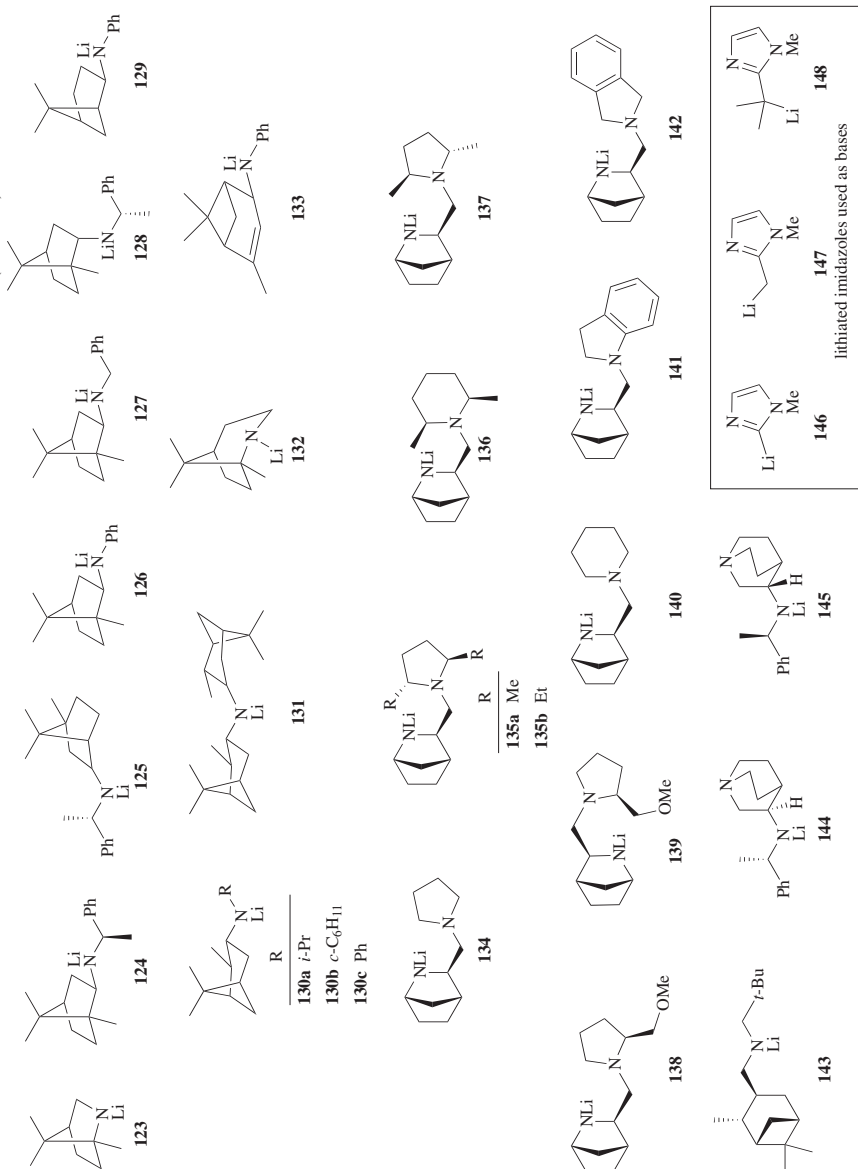 Li
N
Ph
129
LiN
Ph
128
Li
N
Ph
127
Li
N
Ph
126
N
Li
Ph
125
Li
N
Ph
124
N
Li
123
Li
N
Ph
133
N
Li
132
N
Li
131
N
R
Li
R
130a i-Pr
130b c-C6H11
130c Ph
NLi
N
137
NLi
N
136
NLi
N
R
R
R
135a Me
135b Et
NLi
N
134
NLi
N
142
NLi
N
141
NLi
N
140
N
NLi
OMe
139
NLi
N
OMe
138
N
N
Me
Li
148
N
N
Me
Li
147
N
N
Me
Li
146
lithiated imidazoles used as bases
N
H
N
Li
Ph
145
N
H
N
Li
Ph
144
t-Bu
N
Li
143